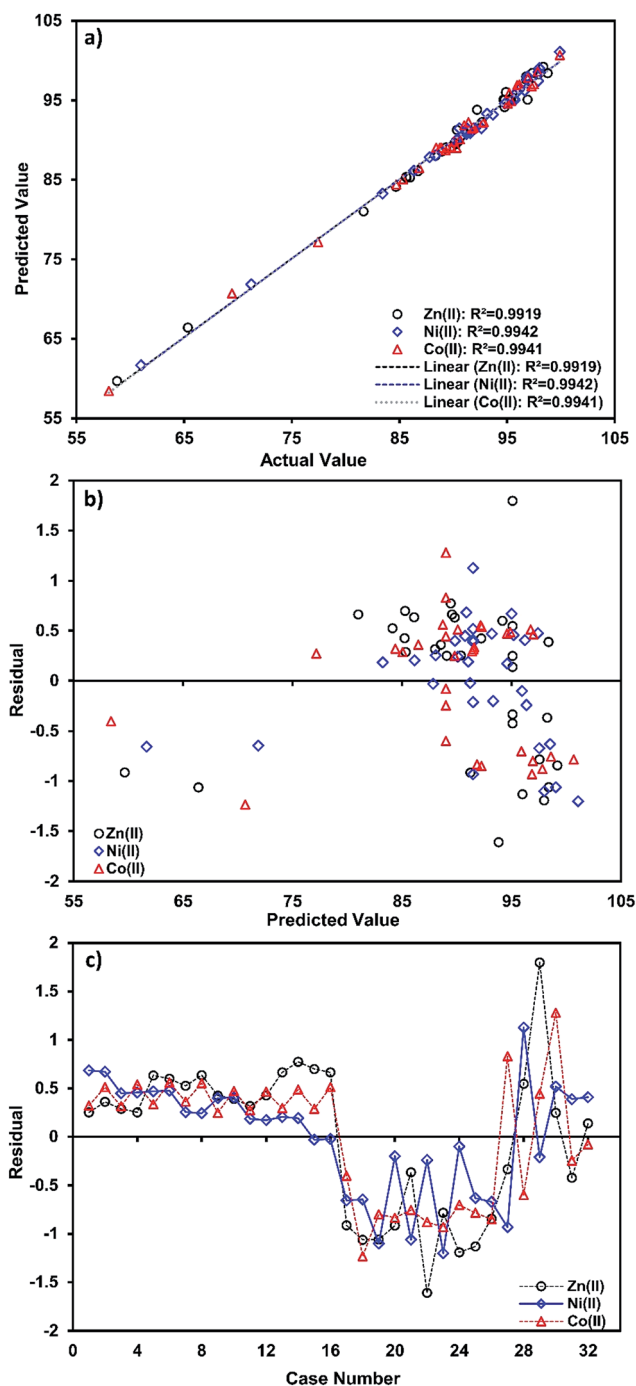 a)
105
95
85
75
65
55
Predicted Value
Zn(II): R²=0.9919
Ni(II): R²=0.9942
Co(II): R²=0.9941
Linear (Zn(II): R²=0.9919)
Linear (Ni(II): R²=0.9942)
Linear (Co(II): R²=0.9941)
55 65 75 85 95 105
Actual Value
b)
2
1.5
1
0.5
0
-0.5
-1
-1.5
-2
Residual
Zn(II)
Ni(II)
Co(II)
55 65 75 85 95 105
Predicted Value
c)
2
1.5
1
0.5
0
-0.5
-1
-1.5
-2
Residual
Zn(II)
Ni(II)
Co(II)
0 4 8 12 16 20 24 28 32
Case Number